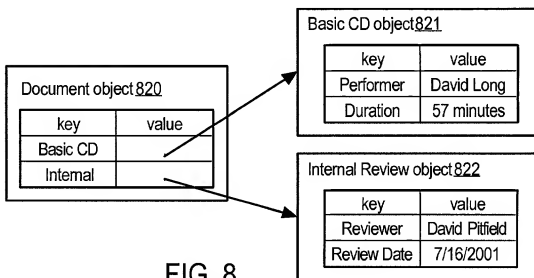 Document object 820
key value
Basic CD
Internal
Basic CD object 821
key value
Performer David Long
Duration 57 minutes
Internal Review object 822
key value
Reviewer David Pitfield
Review Date 7/16/2001
FIG. 8